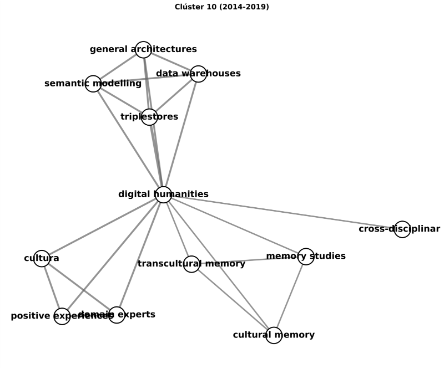 Clúster 10 (2014-2019)
general architectures
data warehouses
semantic modelling
triplestores
digital humanities
cross-disciplinar
cultura
transcultural memory
memory studies
positive experiences
domain experts
cultural memory